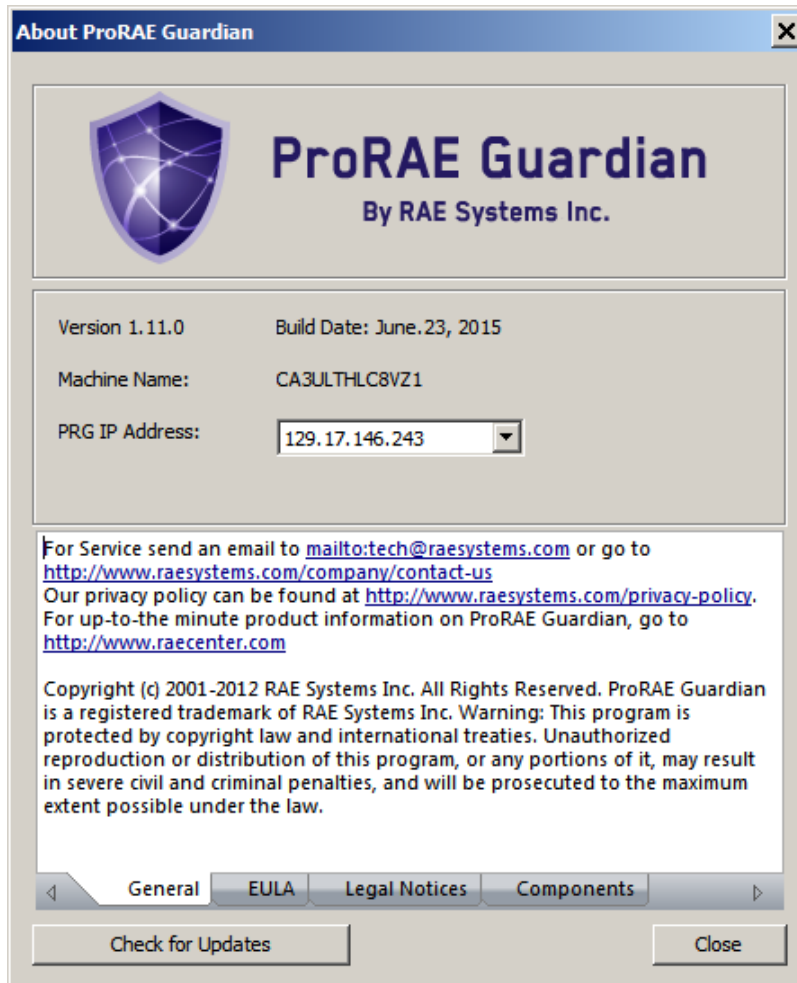 About ProRAE Guardian
ProRAE Guardian
By RAE Systems Inc.
Version 1.11.0 Build Date: June.23, 2015
Machine Name: CA3ULTHLC8VZ1
PRG IP Address: 129.17.146.243
For Service send an email to mailto:tech@raesystems.com or go to
http://www.raesystems.com/company/contact-us
Our privacy policy can be found at http://www.raesystems.com/privacy-policy.
For up-to-the minute product information on ProRAE Guardian, go to
http://www.raecenter.com
Copyright (c) 2001-2012 RAE Systems Inc. All Rights Reserved. ProRAE Guardian
is a registered trademark of RAE Systems Inc. Warning: This program is
protected by copyright law and international treaties. Unauthorized
reproduction or distribution of this program, or any portions of it, may result
in severe civil and criminal penalties, and will be prosecuted to the maximum
extent possible under the law.
General EULA Legal Notices Components
Check for Updates Close